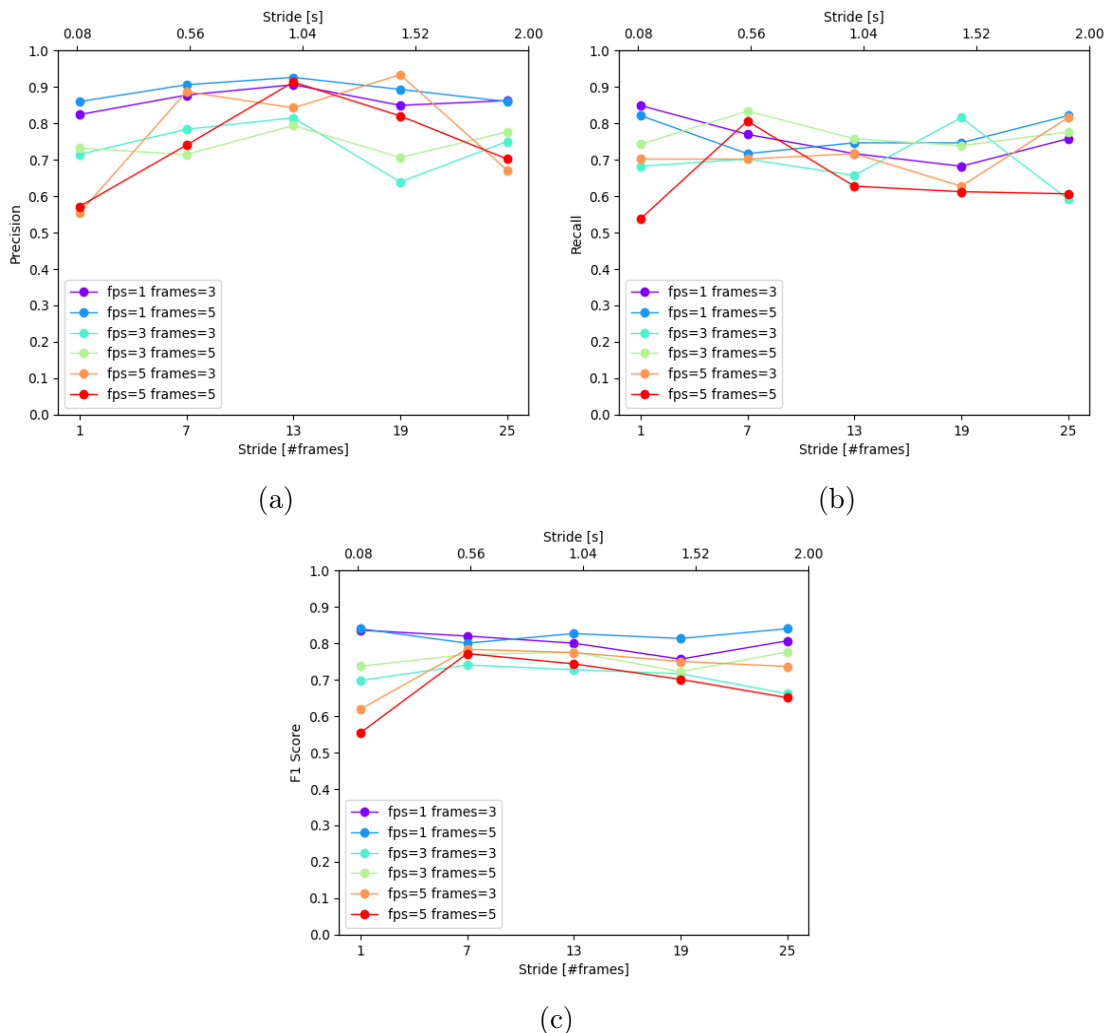 Stride [s]
0.08 0.56 1.04 1.52 2.00
1.0
0.9
0.8
0.7
0.6
0.5
0.4
0.3
0.2
0.1
0.0
Precision
fps=1 frames=3
fps=1 frames=5
fps=3 frames=3
fps=3 frames=5
fps=5 frames=3
fps=5 frames=5
1 7 13 19 25
Stride [#frames]
(a)
Stride [s]
0.08 0.56 1.04 1.52 2.00
1.0
0.9
0.8
0.7
0.6
0.5
0.4
0.3
0.2
0.1
0.0
Recall
fps=1 frames=3
fps=1 frames=5
fps=3 frames=3
fps=3 frames=5
fps=5 frames=3
fps=5 frames=5
1 7 13 19 25
Stride [#frames]
(b)
Stride [s]
0.08 0.56 1.04 1.52 2.00
1.0
0.9
0.8
0.7
0.6
0.5
0.4
0.3
0.2
0.1
0.0
F1 Score
fps=1 frames=3
fps=1 frames=5
fps=3 frames=3
fps=3 frames=5
fps=5 frames=3
fps=5 frames=5
1 7 13 19 25
Stride [#frames]
(c)